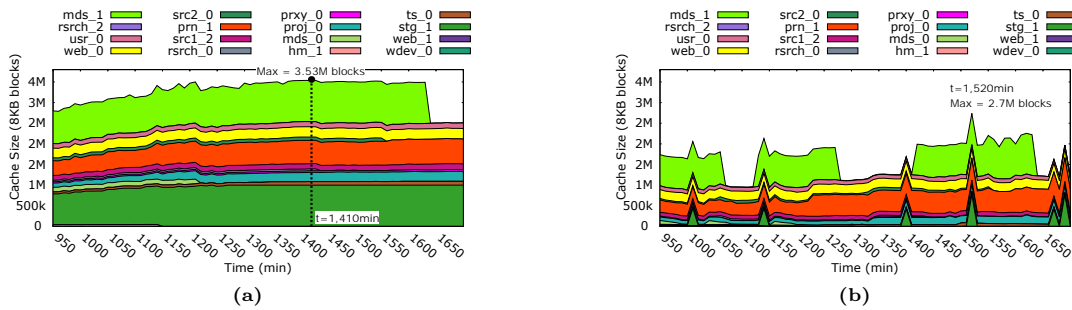 mds_1 src2_0 prxy_0 ts_0
rsrch_2 prn_1 proj_0 stg_1
usr_0 src1_2 mds_0 web_1
web_0 rsrch_0 hm_1 wdev_0
Cache Size (8KB blocks)
4M
3M
2M
2M
1M
500k
0
Max = 3.53M blocks
t=1,410min
950 1000 1050 1100 1150 1200 1250 1300 1350 1400 1450 1500 1550 1600 1650
Time (min)
(a)
mds_1 src2_0 prxy_0 ts_0
rsrch_2 prn_1 proj_0 stg_1
usr_0 src1_2 mds_0 web_1
web_0 rsrch_0 hm_1 wdev_0
Cache Size (8KB blocks)
4M
3M
2M
2M
1M
500k
0
t=1,520min
Max = 2.7M blocks
950 1000 1050 1100 1150 1200 1250 1300 1350 1400 1450 1500 1550 1600 1650
Time (min)
(b)